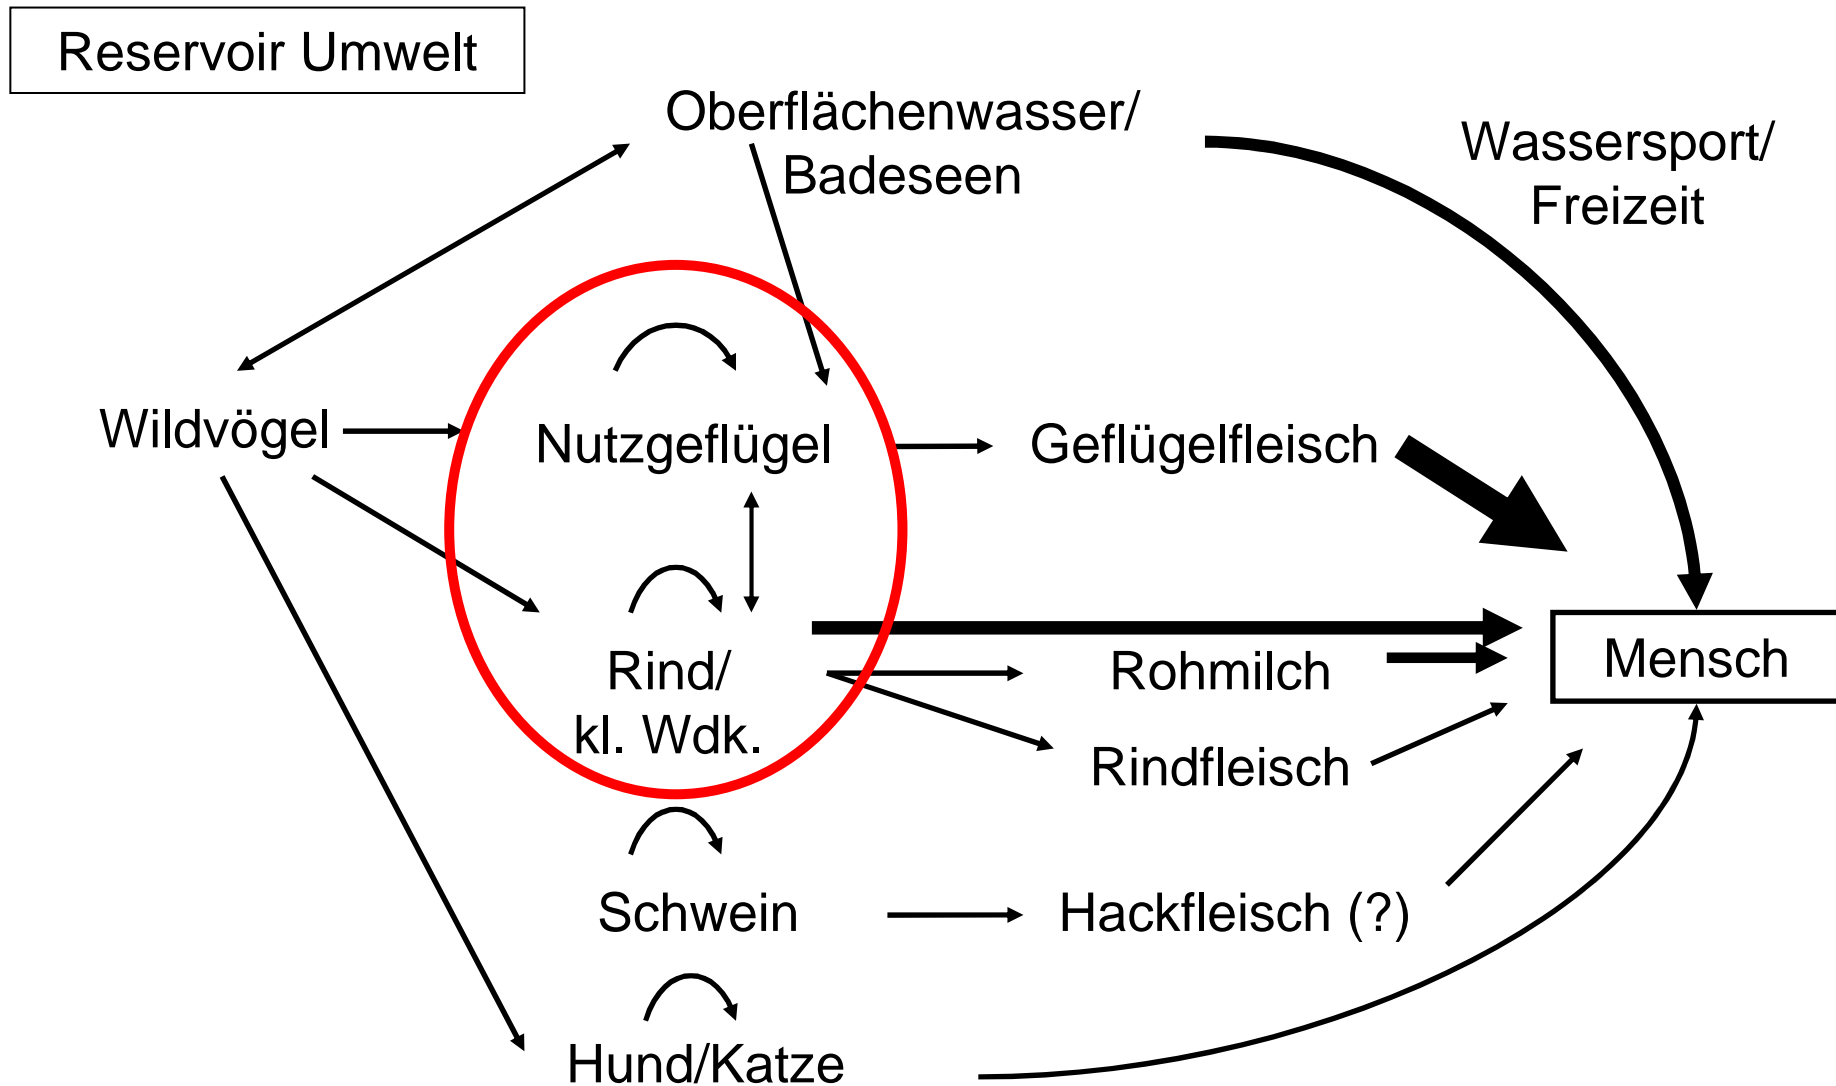 Reservoir Umwelt
Oberflächenwasser/
Badeseen
Wassersport/
Freizeit
Wildvögel
Nutzgeflügel
Geflügelfleisch
Rind/
kl. Wdk.
Rohmilch
Mensch
Rindfleisch
Schwein
Hackfleisch (?)
Hund/Katze